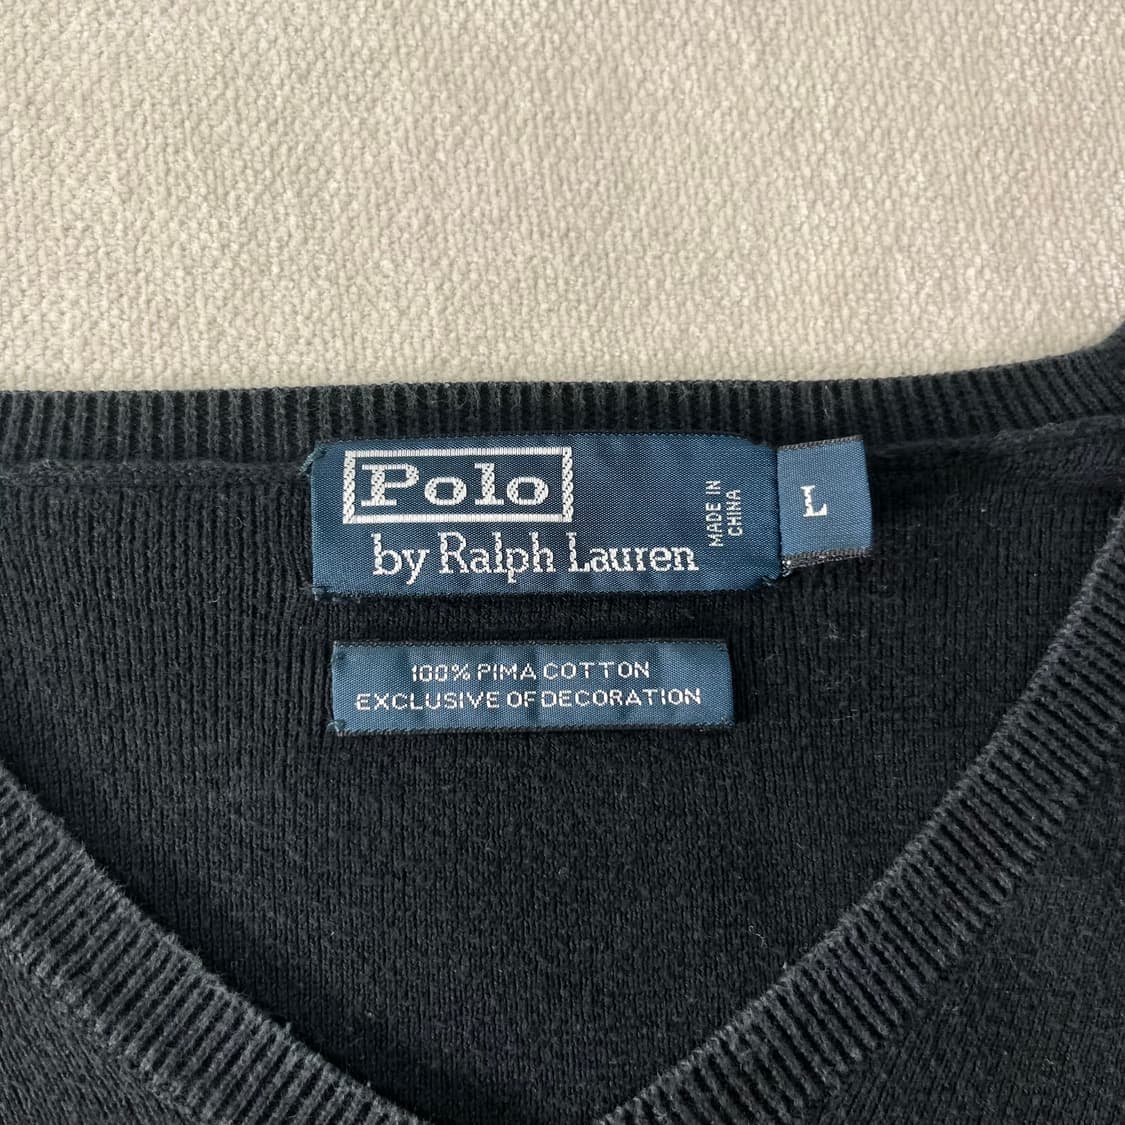 Polo
by Ralph Lauren
MADE IN
CHINA
L
100% PIMA COTTON
EXCLUSIVE OF DECORATION